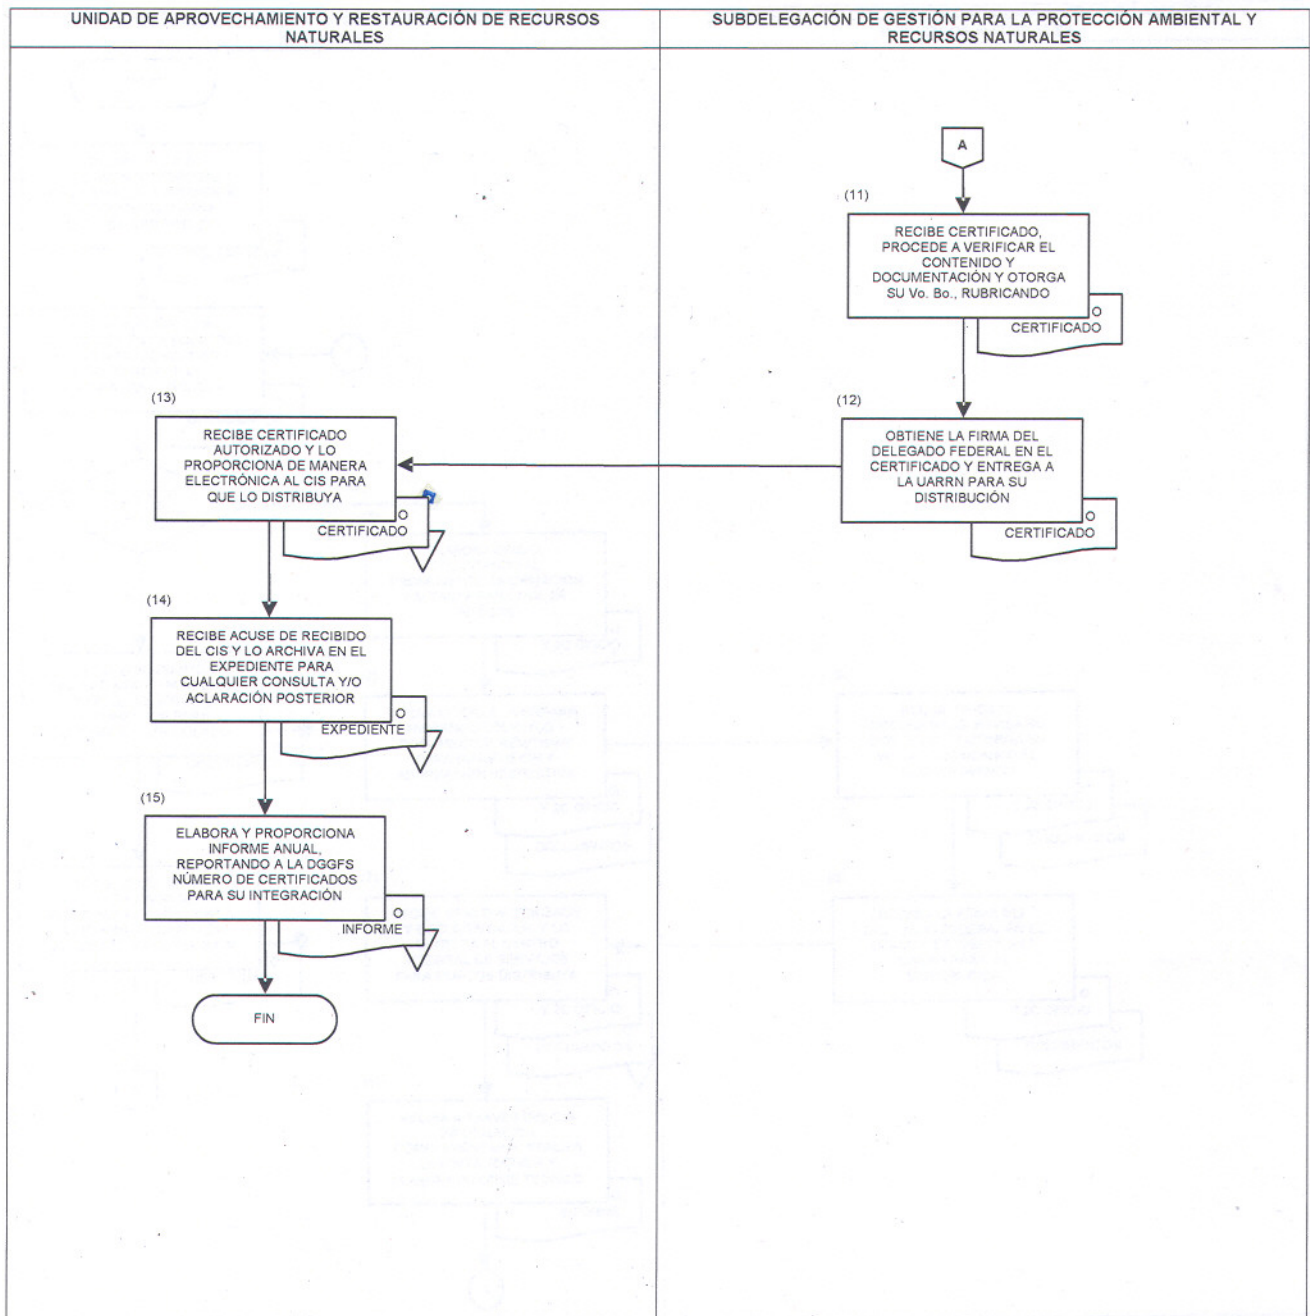 UNIDAD DE APROVECHAMIENTO Y RESTAURACIÓN DE RECURSOS
NATURALES
SUBDELEGACIÓN DE GESTIÓN PARA LA PROTECCIÓN AMBIENTAL Y
RECURSOS NATURALES
A
(11)
RECIBE CERTIFICADO,
PROCEDE A VERIFICAR EL
CONTENIDO Y
DOCUMENTACIÓN Y OTORGA
SU Vo. Bo., RUBRICANDO
O
CERTIFICADO
(12)
OBTIENE LA FIRMA DEL
DELEGADO FEDERAL EN EL
CERTIFICADO Y ENTREGA A
LA UARRN PARA SU
DISTRIBUCIÓN
O
CERTIFICADO
(13)
RECIBE CERTIFICADO
AUTORIZADO Y LO
PROPORCIONA DE MANERA
ELECTRÓNICA AL CIS PARA
QUE LO DISTRIBUYA
O
CERTIFICADO
(14)
RECIBE ACUSE DE RECIBIDO
DEL CIS Y LO ARCHIVA EN EL
EXPEDIENTE PARA
CUALQUIER CONSULTA Y/O
ACLARACIÓN POSTERIOR
O
EXPEDIENTE
(15)
ELABORA Y PROPORCIONA
INFORME ANUAL,
REPORTANDO A LA DGGFS
NÚMERO DE CERTIFICADOS
PARA SU INTEGRACIÓN
O
INFORME
FIN